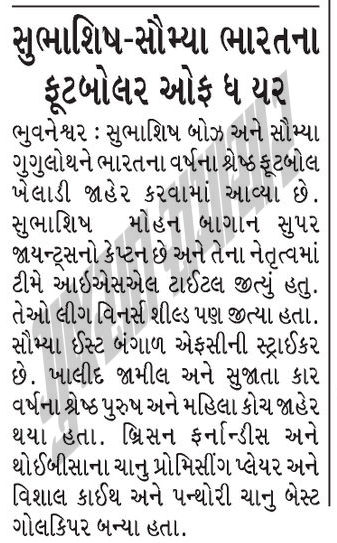 સુભાશિષ-સૌમ્યા ભારતના
ફૂટબોલર ઓફ ધ યર
ભુવનેશ્વર : સુભાશિષ બોઝ અને સૌમ્યા
ગુગુલોથને ભારતના વર્ષના શ્રેષ્ઠ ફૂટબોલ
ખેલાડી જાહેર કરવામાં આવ્યા છે.
સુભાશિષ મોહન બાગાન સુપર
જાયન્ટ્સનો કેપ્ટન છે અને તેના નેતૃત્વમાં
ટીમે આઈએસએલ ટાઈટલ જીત્યું હતુ.
તેઓ લીગ વિનર્સ શીલ્ડ પણ જીત્યા હતા.
સૌમ્યા ઈસ્ટ બંગાળ એફસીની સ્ટ્રાઈકર
છે. ખાલીદ જામીલ અને સુજાતા કાર
વર્ષના શ્રેષ્ઠ પુરુષ અને મહિલા કોચ જાહેર
થયા હતા. બ્રિસન ફર્નાન્ડીસ અને
થોઈબીસાના ચાનુ પ્રોમિસીંગ પ્લેયર અને
વિશાલ કાઈથ અને પન્થોરી ચાનુ બેસ્ટ
ગોલકિપર બન્યા હતા.